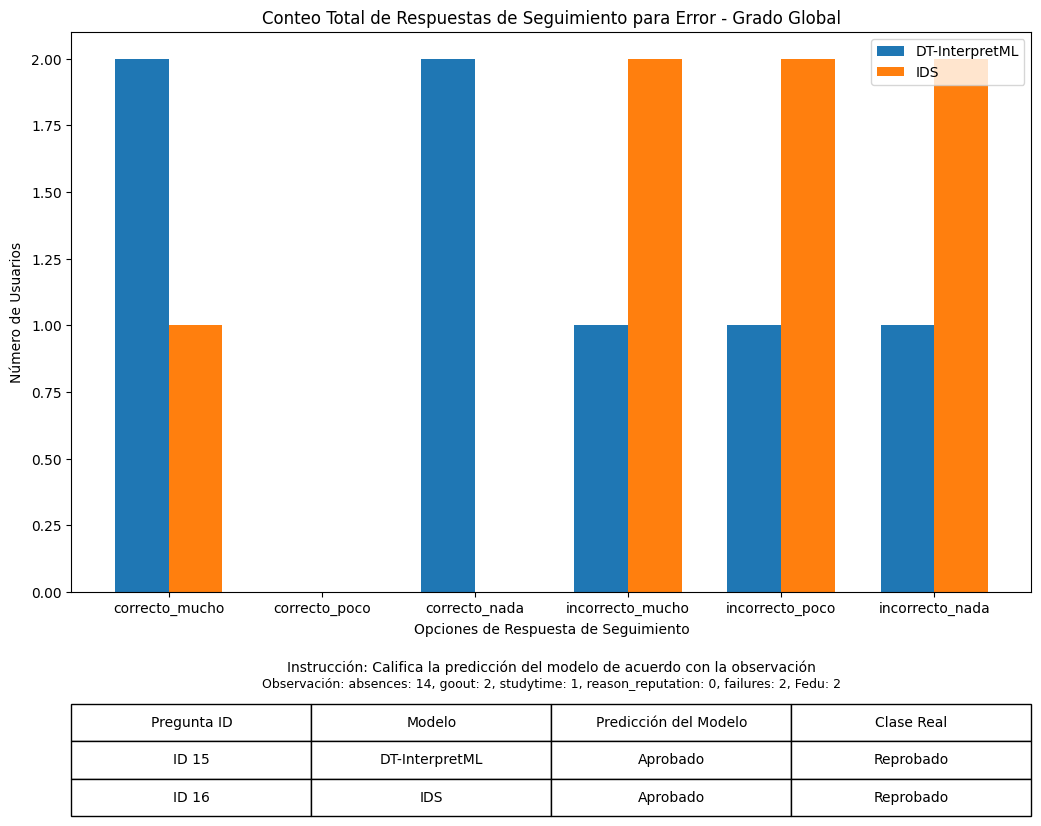 Conteo Total de Respuestas de Seguimiento para Error - Grado Global
DT-InterpretML
IDS
Número de Usuarios
2.00
1.75
1.50
1.25
1.00
0.75
0.50
0.25
0.00
correcto_mucho correcto_poco correcto_nada incorrecto_mucho incorrecto_poco incorrecto_nada
Opciones de Respuesta de Seguimiento
Instrucción: Califica la predicción del modelo de acuerdo con la observación
Observación: absences: 14, goout: 2, studytime: 1, reason_reputation: 0, failures: 2, Fedu: 2
Pregunta ID Modelo Predicción del Modelo Clase Real
ID 15 DT-InterpretML Aprobado Reprobado
ID 16 IDS Aprobado Reprobado